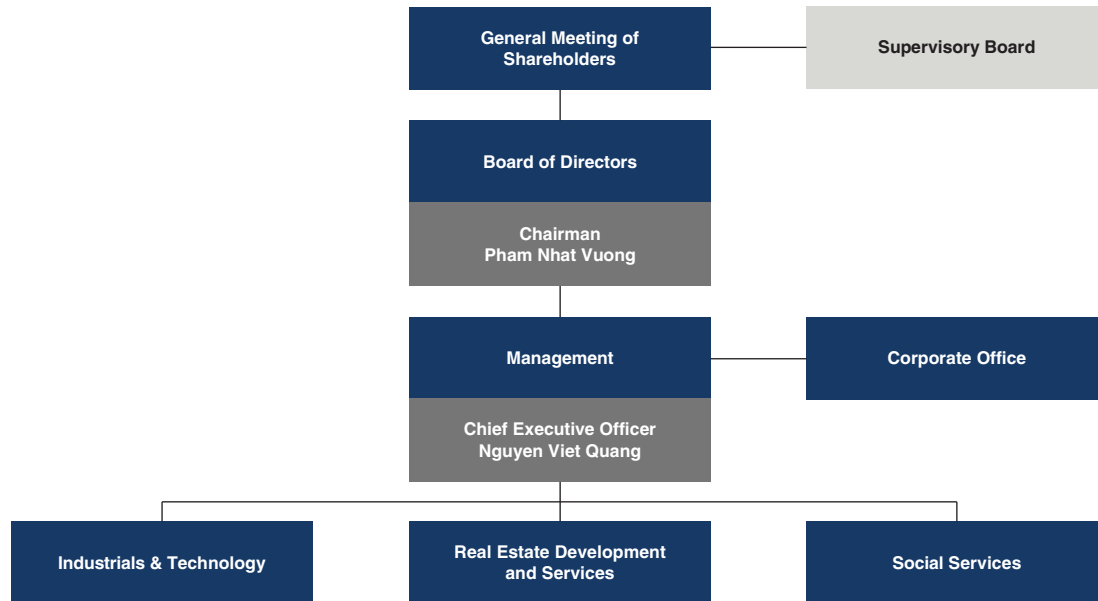 General Meeting of
Shareholders
Supervisory Board
Board of Directors
Chairman
Pham Nhat Vuong
Management
Corporate Office
Chief Executive Officer
Nguyen Viet Quang
Industrials & Technology
Real Estate Development
and Services
Social Services